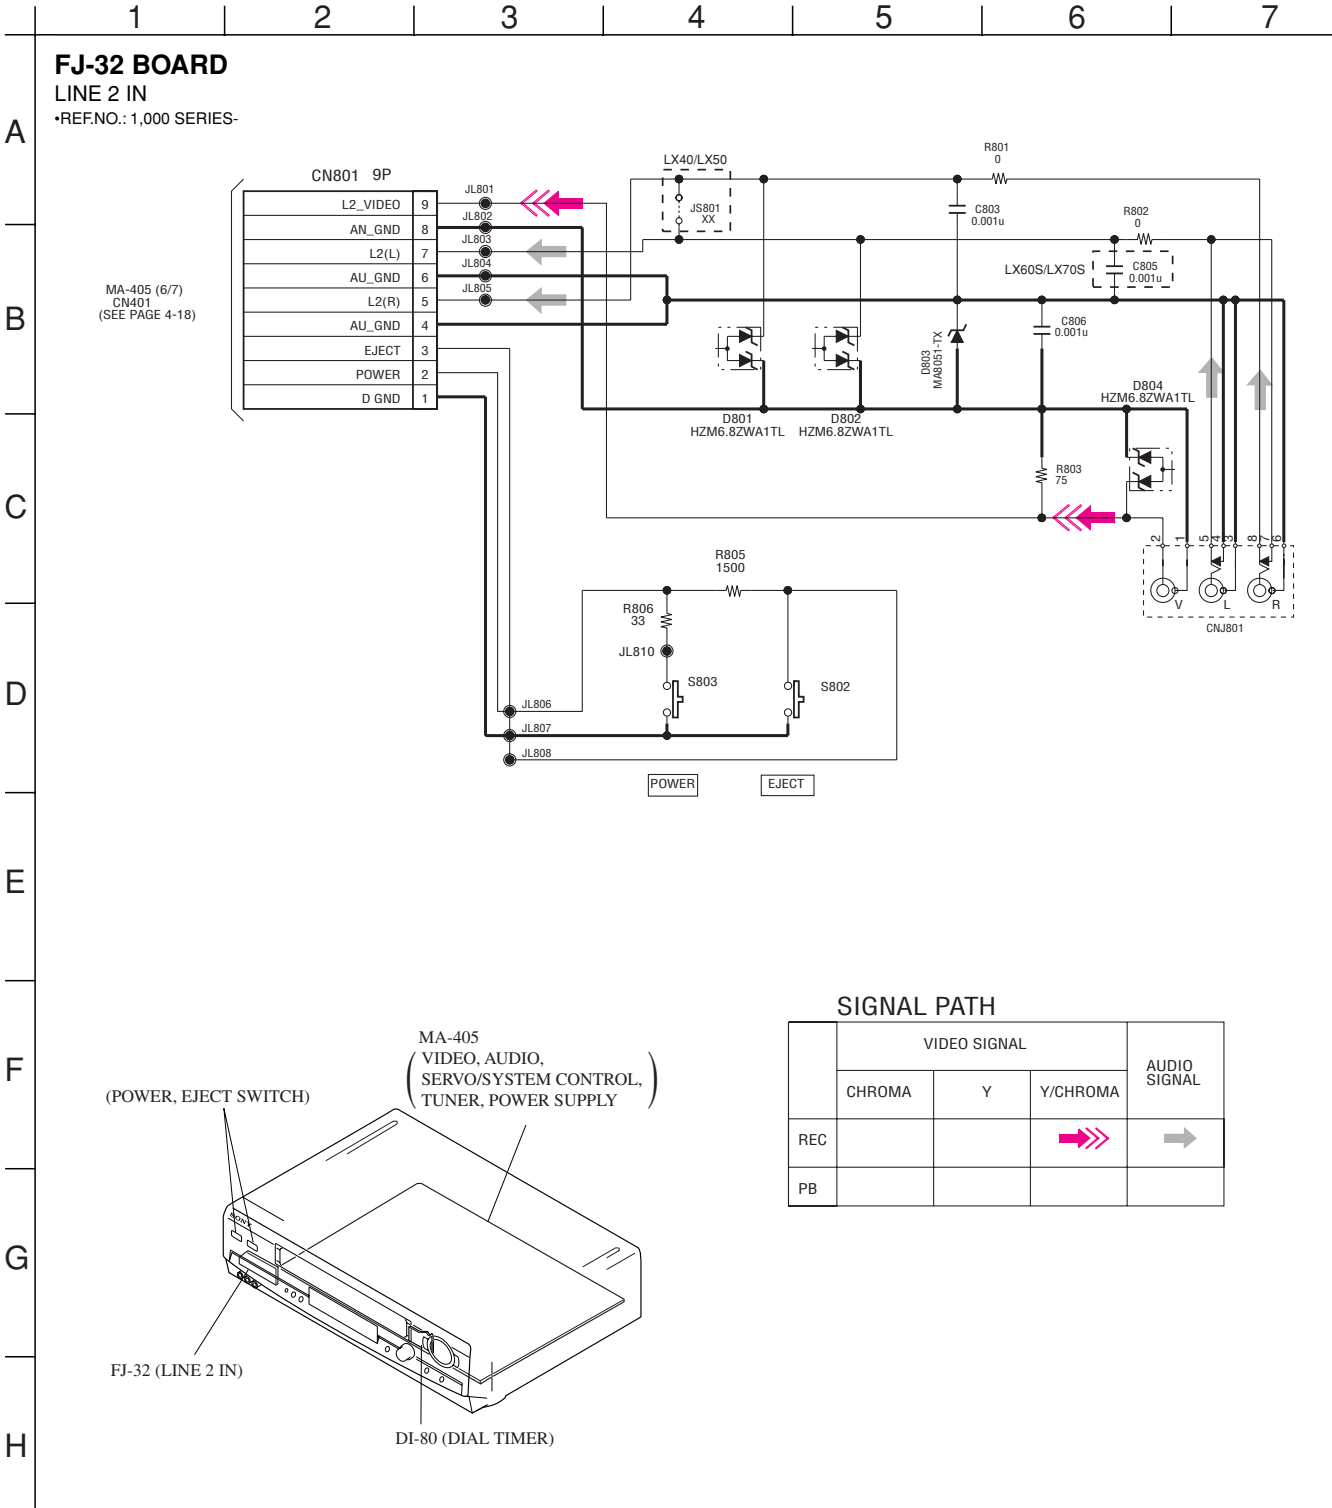 1 2 3 4 5 6 7
FJ-32 BOARD
LINE 2 IN
•REF.NO.: 1,000 SERIES-
A
B
C
D
E
F
G
H
CN801 9P
L2_VIDEO 9
AN_GND 8
L2(L) 7
AU_GND 6
L2(R) 5
AU_GND 4
EJECT 3
POWER 2
D GND 1
MA-405 (6/7)
CN401
(SEE PAGE 4-18)
JL801
JL802
JL803
JL804
JL805
LX40/LX50
JS801
XX
R801
0
C803
0.001u
R802
0
LX60S/LX70S
C805
0.001u
C806
0.001u
D803
MA8051-TX
D801
HZM6.8ZWA1TL
D802
HZM6.8ZWA1TL
D804
HZM6.8ZWA1TL
R803
75
2 1 5 4 3 8 7 6
V L R
CNJ801
R805
1500
R806
33
JL810
S803
S802
JL806
JL807
JL808
POWER
EJECT
SIGNAL PATH
VIDEO SIGNAL
AUDIO
SIGNAL
CHROMA Y Y/CHROMA
REC
PB
MA-405
VIDEO, AUDIO,
SERVO/SYSTEM CONTROL,
TUNER, POWER SUPPLY
(POWER, EJECT SWITCH)
SONY
FJ-32 (LINE 2 IN)
DI-80 (DIAL TIMER)